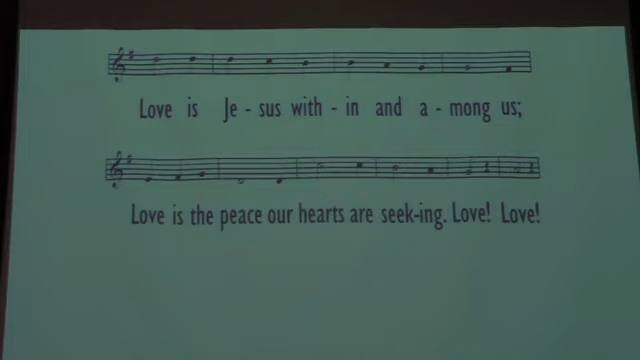 Love is Je - sus with - in and a - mong us;
Love is the peace our hearts are seek-ing. Love! Love!